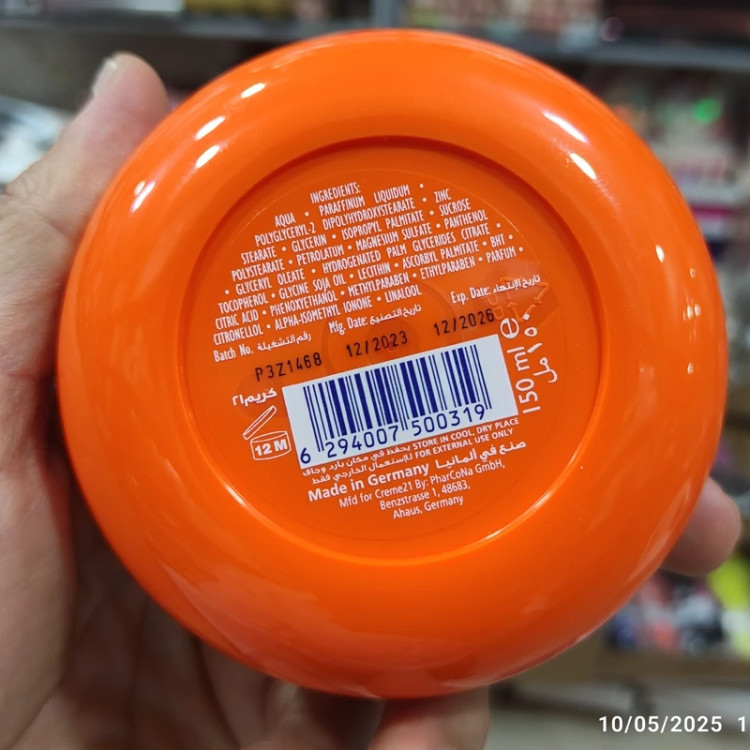 INGREDIENTS:
AQUA • PARAFFINUM LIQUIDUM •
POLYGLYCERYL-2 DIPOLYHYDROXYSTEARATE • ZINC
STEARATE • GLYCERIN • ISOPROPYL PALMITATE • SUCROSE
POLYSTEARATE • PETROLATUM • MAGNESIUM SULFATE • PANTHENOL
• GLYCERYL OLEATE • HYDROGENATED PALM GLYCERIDES CITRATE •
TOCOPHEROL • GLYCINE SOJA OIL • LECITHIN • ASCORBYL PALMITATE • BHT •
CITRIC ACID • PHENOXYETHANOL • METHYLPARABEN • ETHYLPARABEN • PARFUM •
CITRONELLOL • ALPHA-ISOMETHYL IONONE • LINALOOL
Batch No. رقم التشغيلة Mfg. Date: تاريخ التصنيع Exp. Date: تاريخ الانتهاء
P3Z1468 12/2023 12/2026
150 ml e
١٥٠ مل
كريم٢١
12 M
6 294007 500319
يحفظ في مكان بارد وجاف STORE IN COOL, DRY PLACE
للإستعمال الخارجي فقط FOR EXTERNAL USE ONLY
Made in Germany صنع في ألمانيا
Mfd for Creme21 By: PharCoNa GmbH,
Benzstrasse 1, 48683,
Ahaus, Germany
10/05/2025 1